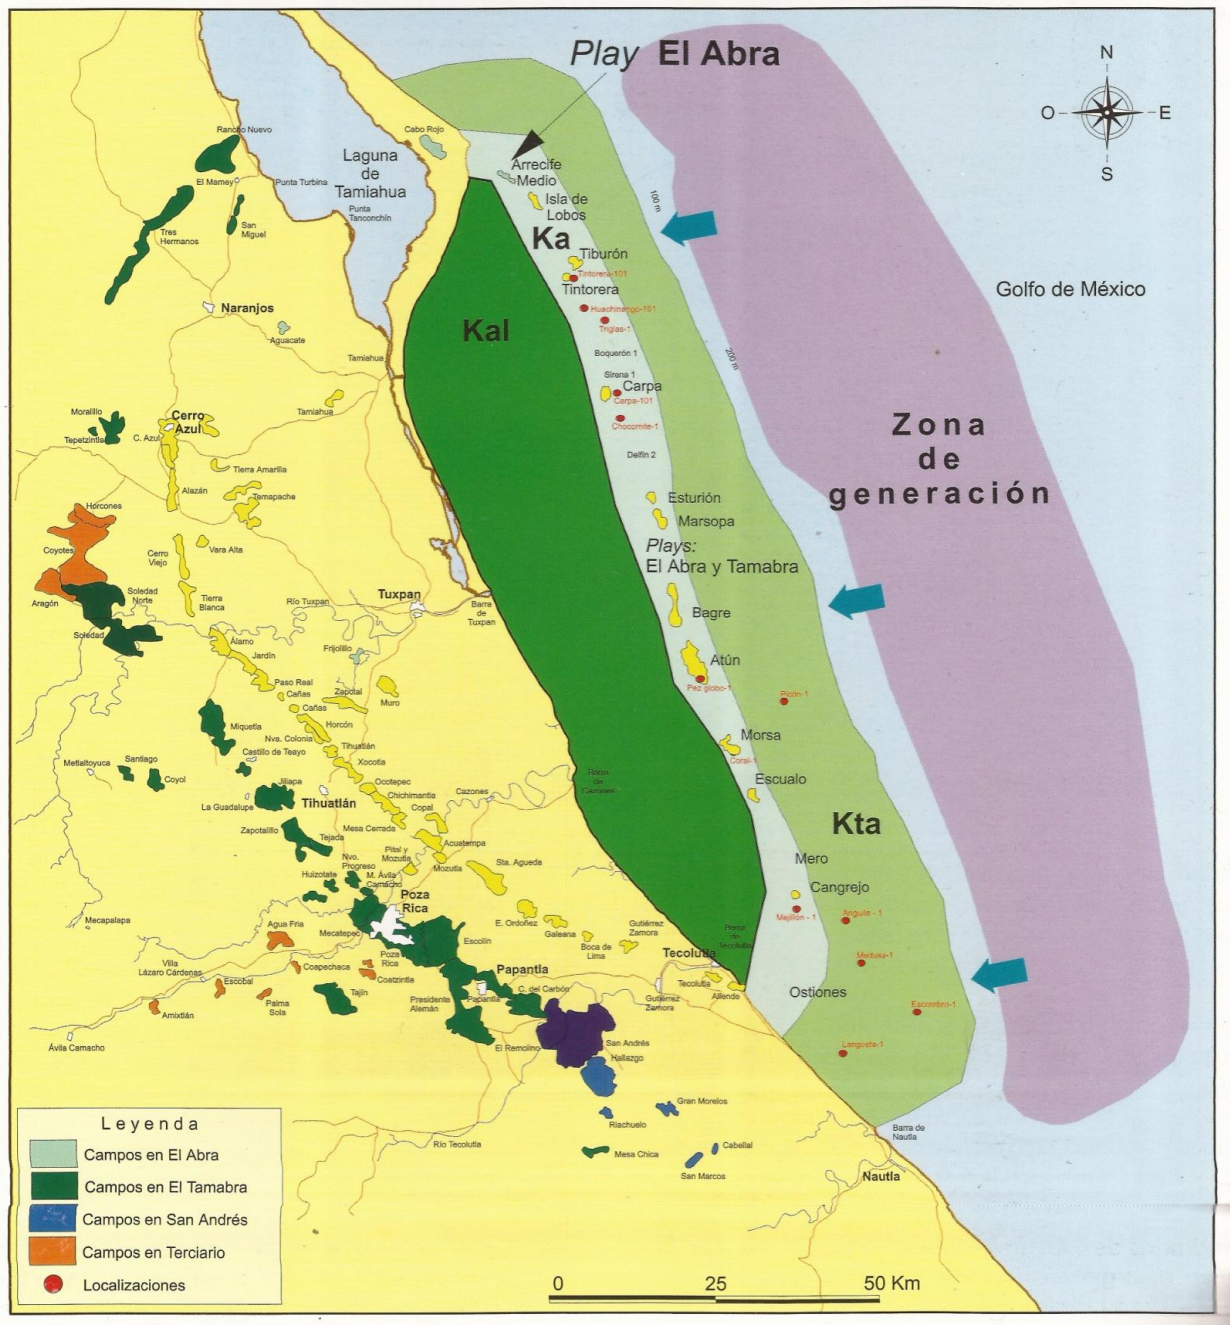 Play El Abra
N
O
E
S
Rancho Nuevo
Cabo Rojo
Laguna
de
Tamiahua
Arrecife
Medio
El Mamey
Punta Turbina
Isla de
Lobos
100 m
Punta
Tanconchín
San
Miguel
Tres
Hermanos
Ka
Tiburón
Tintorera-101
Tintorera
Golfo de México
Naranjos
Huachinango-101
Triglas-1
Kal
Aguacate
Boquerón 1
200 m
Tamiahua
Sirena 1
Carpa
Carpa-101
Tamiahua
Moralillo
Cerro
Azul
Chocomite-1
Tepetzintla
C. Azul
Zona
de
generación
Delfín 2
Tierra Amarilla
Alazán
Temapache
Esturión
Marsopa
Horcones
Coyotes
Cerro
Viejo
Vara Alta
Plays:
El Abra y Tamabra
Aragón
Soledad
Norte
Tierra
Blanca
Río Tuxpan
Tuxpan
Barra
de
Tuxpan
Bagre
Soledad
Álamo
Jardín
Frijolillo
Atún
Pez globo-1
Paso Real
Cañas
Zapotal
Muro
Picón-1
Cañas
Miquetla
Horcón
Nva. Colonia
Castillo de Teayo
Tihuatlán
Morsa
Coral-1
Metlaltoyuca
Santiago
Coyol
Xocotla
Escualo
Barra
de
Cazones
Jiliapa
Ocotepec
Chichimantla
Cazones
La Guadalupe
Tihuatlán
Copal
Kta
Zapotalillo
Tejada
Mesa Cerrada
Acuatempa
Nvo.
Progreso
Pital y
Mozutla
Mozutla
Sta. Agueda
Mero
Huizotate
M. Ávila
Camacho
Cangrejo
Poza
Rica
Mejillón - 1
Anguila - 1
Mecapalapa
Agua Fria
Mecatepec
E. Ordoñez
Galeana
Gutiérrez
Zamora
Barra
de
Tecolutla
Escolín
Boca de
Lima
Tecolutla
Medusa-1
Villa
Lázaro Cárdenas
Coapechaca
Poza
Rica
Coatzintla
Papantla
Tecolutla
Ostiones
Escobal
Palma
Sola
Tajín
Presidente
Alemán
Papantla
C. del Carbón
Gutiérrez
Zamora
Allende
Escombro-1
Amixtlán
Ávila Camacho
El Remolino
San Andrés
Hallazgo
Langosta-1
Gran Morelos
Riachuelo
Barra de
Nautla
Río Tecolutla
Mesa Chica
Cabellal
San Marcos
Nautla
Leyenda
Campos en El Abra
Campos en El Tamabra
Campos en San Andrés
Campos en Terciario
Localizaciones
0 25 50 Km